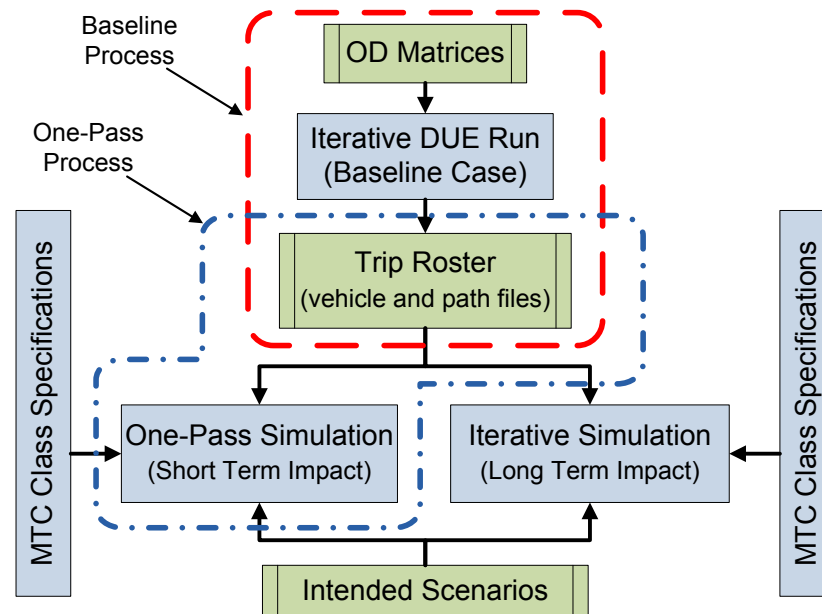 Baseline
Process
OD Matrices
One-Pass
Process
Iterative DUE Run
(Baseline Case)
Trip Roster
(vehicle and path files)
MTC Class Specifications
One-Pass Simulation
(Short Term Impact)
Iterative Simulation
(Long Term Impact)
MTC Class Specifications
Intended Scenarios